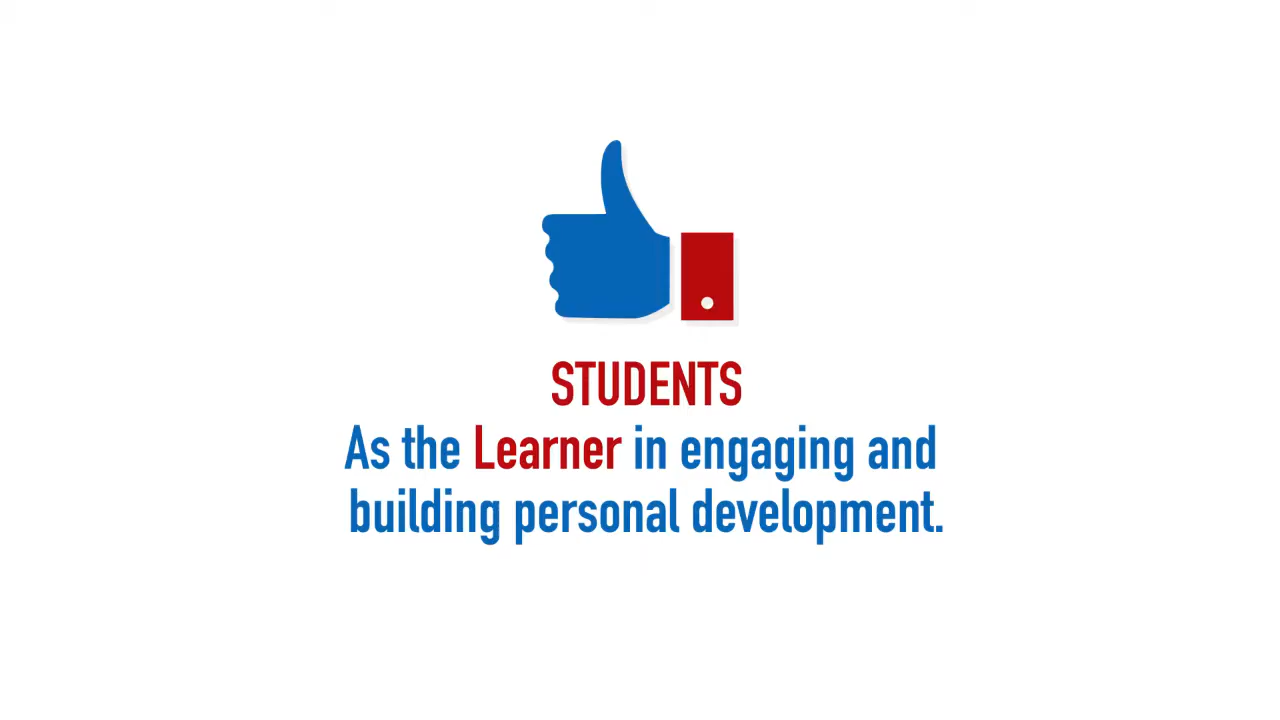 STUDENTS
As the Learner in engaging and
building personal development.